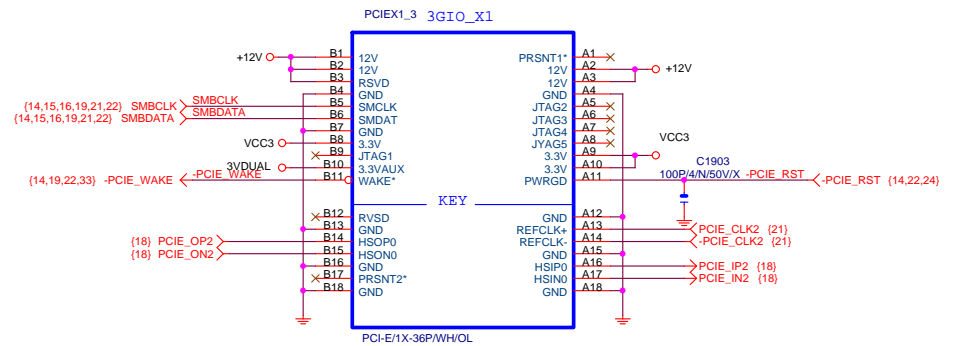 PCIEX1_3 3GIO_X1
+12V B1 12V PRSNT1* A1
B2 12V 12V A2 +12V
B3 RSVD 12V A3
B4 GND GND A4
{14,15,16,19,21,22} SMBCLK SMBCLK B5 SMCLK JTAG2 A5
{14,15,16,19,21,22} SMBDATA SMBDATA B6 SMDAT JTAG3 A6
B7 GND JTAG4 A7
VCC3 B8 3.3V JYAG5 A8 VCC3
B9 JTAG1 3.3V A9
3VDUAL B10 3.3VAUX 3.3V A10 C1903
{14,19,22,33} -PCIE_WAKE -PCIE_WAKE B11 WAKE* PWRGD A11 100P/4/N/50V/X -PCIE_RST -PCIE_RST {14,22,24}
KEY
B12 RVSD GND A12
B13 GND REFCLK+ A13 PCIE_CLK2 {21}
{18} PCIE_OP2 B14 HSOP0 REFCLK- A14 -PCIE_CLK2 {21}
{18} PCIE_ON2 B15 HSON0 GND A15
B16 GND HSIP0 A16 PCIE_IP2 {18}
B17 PRSNT2* HSIN0 A17 PCIE_IN2 {18}
B18 GND GND A18
PCI-E/1X-36P/WH/OL